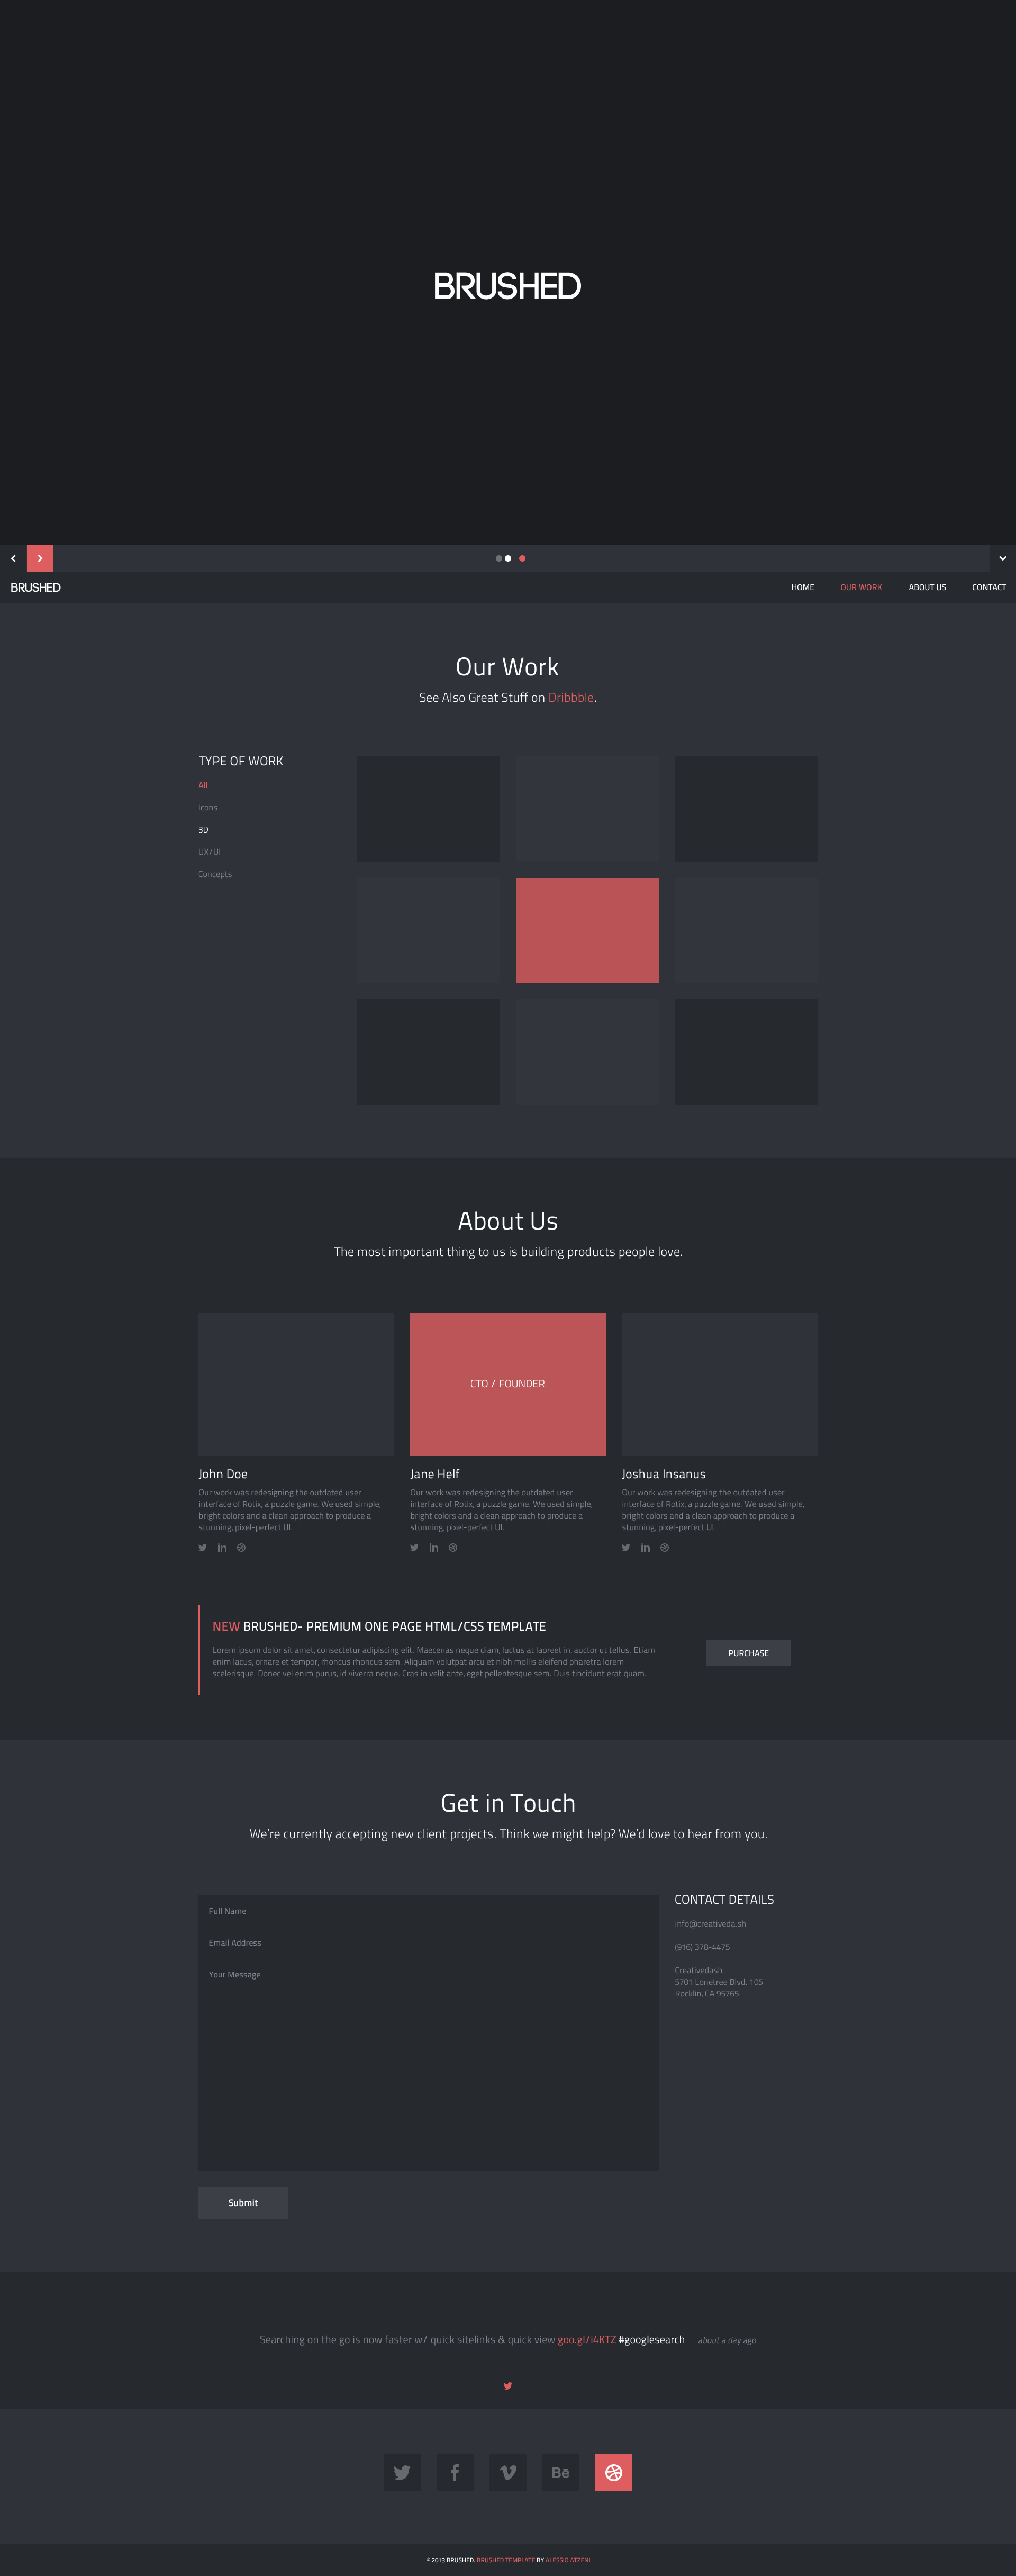 BRUSHED
BRUSHED
HOME OUR WORK ABOUT US CONTACT
Our Work
See Also Great Stuff on Dribbble.
TYPE OF WORK
All
Icons
3D
UX/UI
Concepts
About Us
The most important thing to us is building products people love.
CTO / FOUNDER
John Doe
Our work was redesigning the outdated user
interface of Rotix, a puzzle game. We used simple,
bright colors and a clean approach to produce a
stunning, pixel-perfect UI.
in
Jane Helf
Our work was redesigning the outdated user
interface of Rotix, a puzzle game. We used simple,
bright colors and a clean approach to produce a
stunning, pixel-perfect UI.
in
Joshua Insanus
Our work was redesigning the outdated user
interface of Rotix, a puzzle game. We used simple,
bright colors and a clean approach to produce a
stunning, pixel-perfect UI.
in
NEW BRUSHED- PREMIUM ONE PAGE HTML/CSS TEMPLATE
Lorem ipsum dolor sit amet, consectetur adipiscing elit. Maecenas neque diam, luctus at laoreet in, auctor ut tellus. Etiam
enim lacus, ornare et tempor, rhoncus rhoncus sem. Aliquam volutpat arcu et nibh mollis eleifend pharetra lorem
scelerisque. Donec vel enim purus, id viverra neque. Cras in velit ante, eget pellentesque sem. Duis tincidunt erat quam.
PURCHASE
Get in Touch
We're currently accepting new client projects. Think we might help? We'd love to hear from you.
Full Name
Email Address
Your Message
Submit
CONTACT DETAILS
info@creativeda.sh
(916) 378-4475
Creativedash
5701 Lonetree Blvd. 105
Rocklin, CA 95765
Searching on the go is now faster w/ quick sitelinks & quick view goo.gl/i4KTZ #googlesearch about a day ago
f Bē
© 2013 BRUSHED. BRUSHED TEMPLATE BY ALESSIO ATZENI